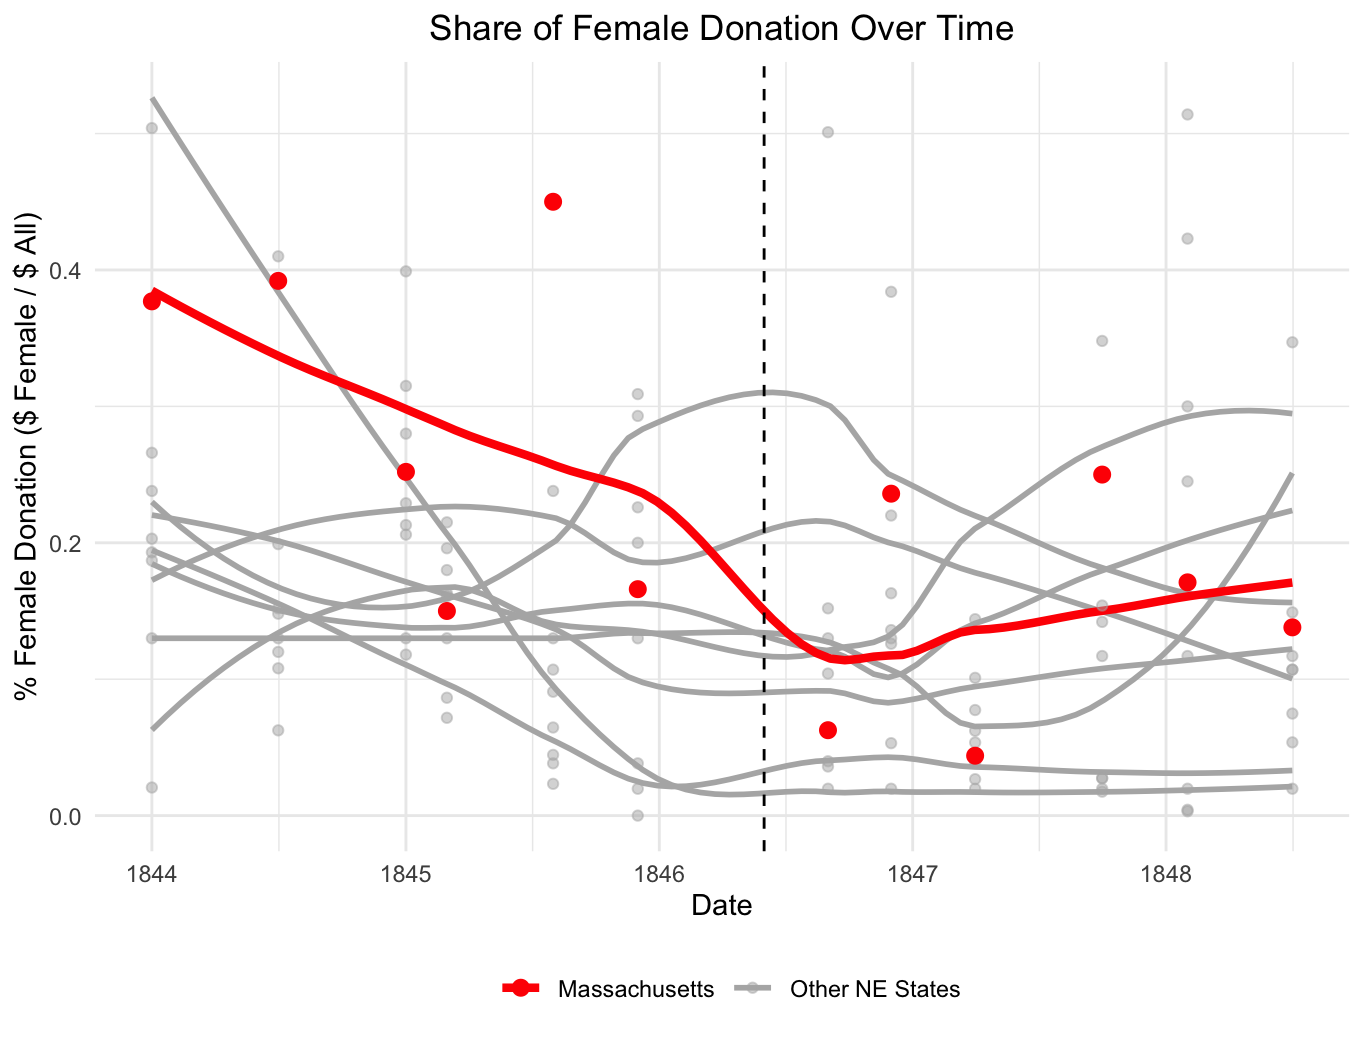 Share of Female Donation Over Time
% Female Donation ($ Female / $ All)
0.4
0.2
0.0
1844 1845 1846 1847 1848
Date
Massachusetts Other NE States